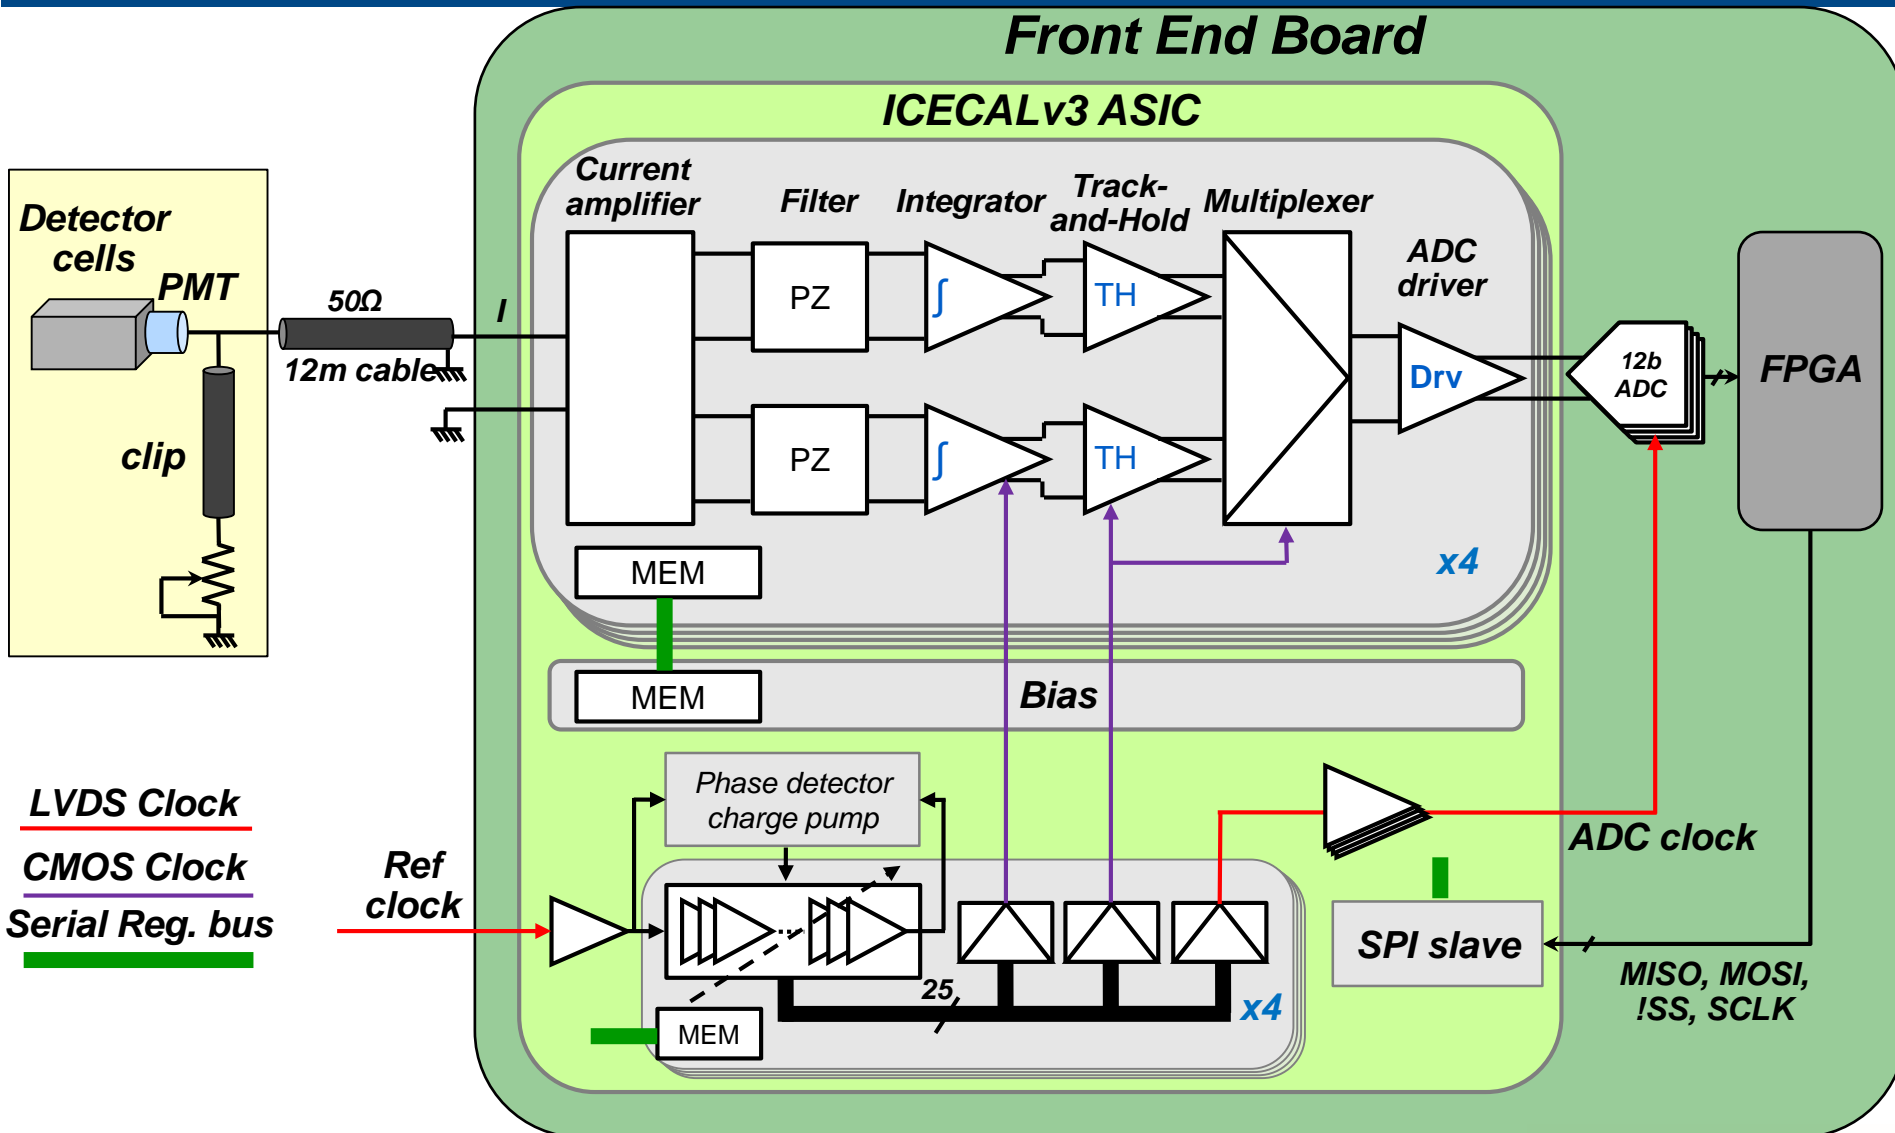 Front End Board
ICECALv3 ASIC
Current
amplifier
Filter
Integrator
Track-
and-Hold
Multiplexer
ADC
driver
Detector
cells
PMT
50Ω
12m cable
I
clip
PZ
∫
TH
Drv
12b
ADC
FPGA
PZ
∫
TH
x4
MEM
MEM
Bias
Phase detector
charge pump
LVDS Clock
CMOS Clock
Serial Reg. bus
Ref
clock
ADC clock
25
x4
MEM
SPI slave
MISO, MOSI,
!SS, SCLK